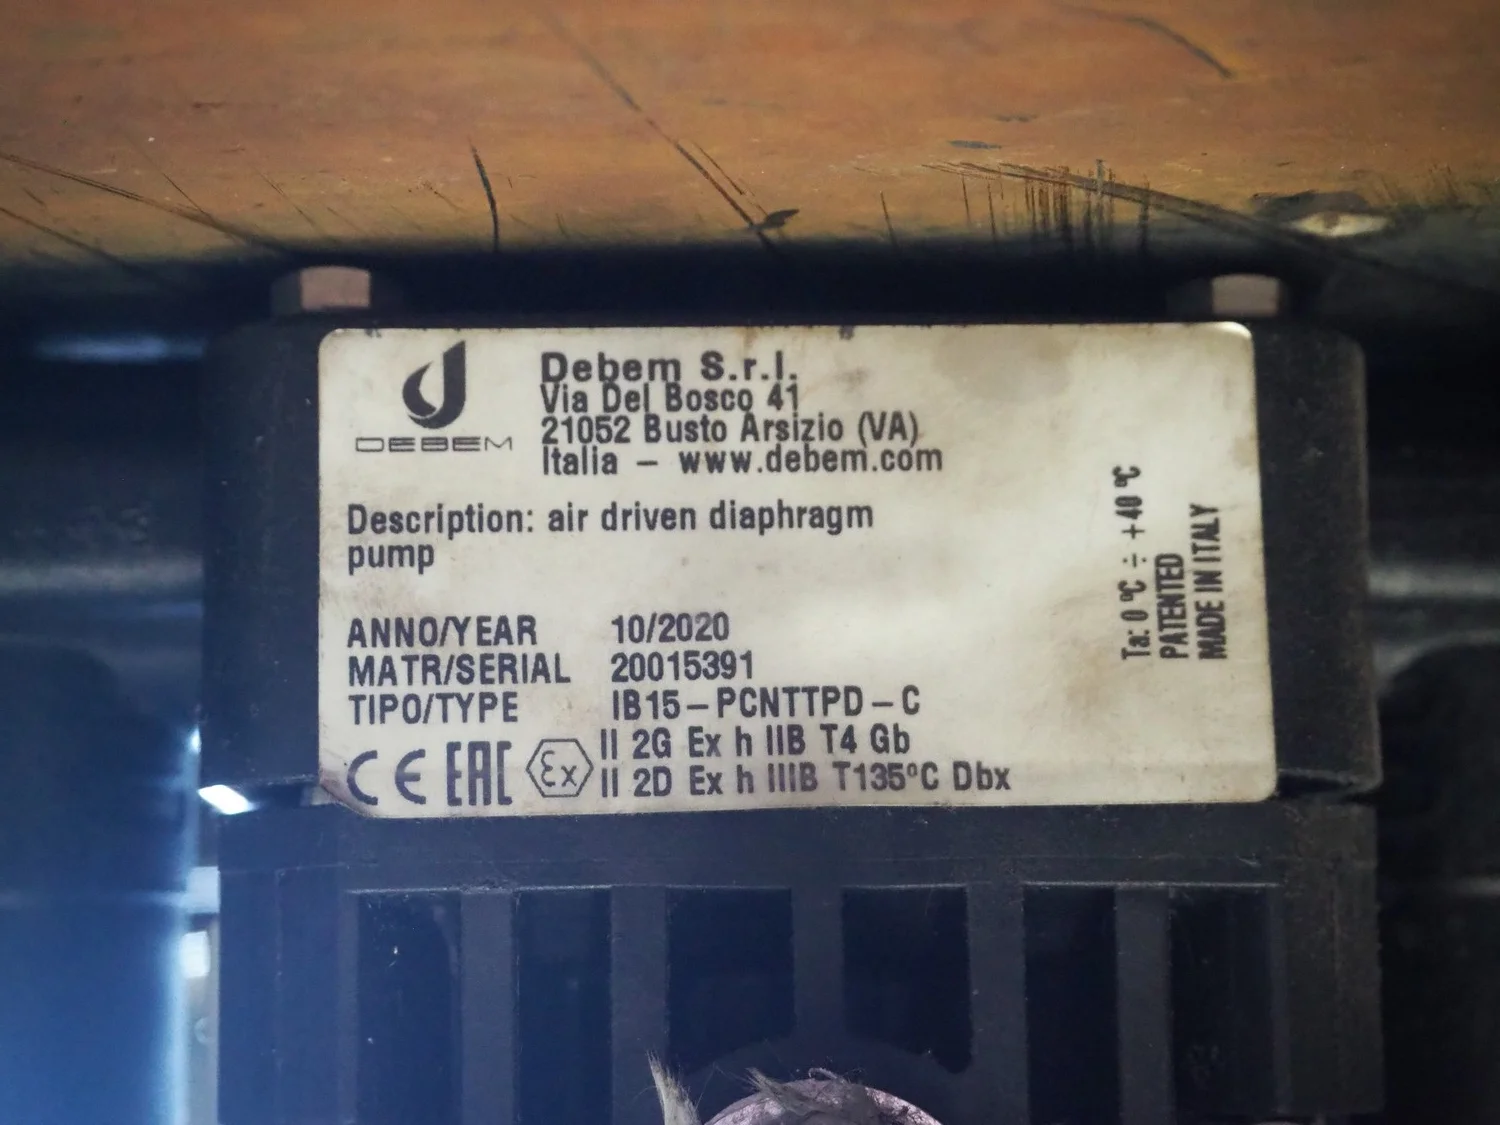 DEBEM
Debem S.r.l.
Via Del Bosco 41
21052 Busto Arsizio (VA)
Italia - www.debem.com
Description: air driven diaphragm
pump
ANNO/YEAR 10/2020
MATR/SERIAL 20015391
TIPO/TYPE IB15-PCNTTPD-C
CE EAC Ex II 2G Ex h IIB T4 Gb
II 2D Ex h IIIB T135°C Dbx
Ta: 0°C ÷ +40°C
PATENTED
MADE IN ITALY